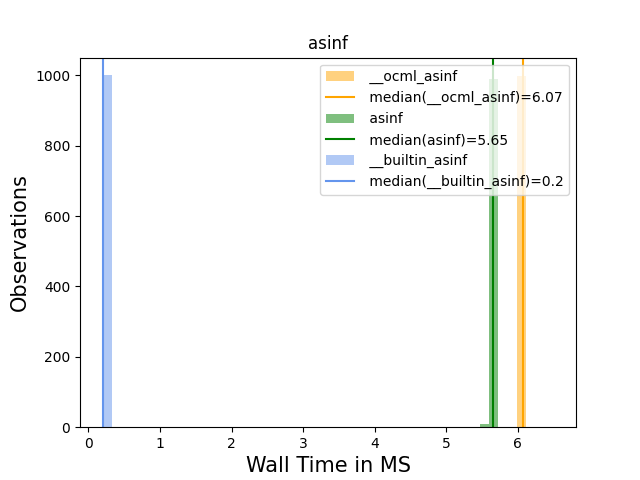 asinf
1000
800
600
400
200
0
Observations
__ocml_asinf
median(__ocml_asinf)=6.07
asinf
median(asinf)=5.65
__builtin_asinf
median(__builtin_asinf)=0.2
0 1 2 3 4 5 6
Wall Time in MS